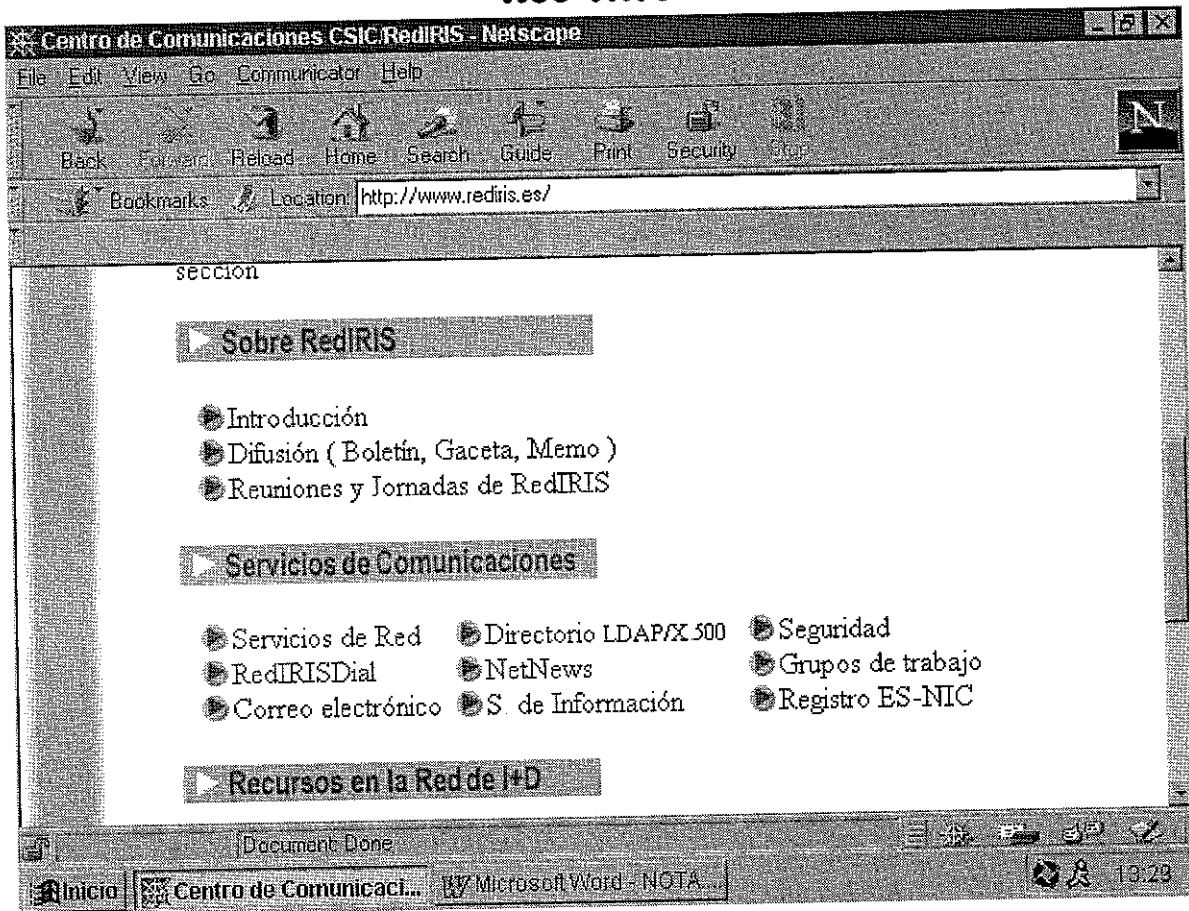 Centro de Comunicaciones CSIC/RedIRIS - Netscape
File Edit View Go Communicator Help
Back Forward Reload Home Search Guide Print Security Stop
Bookmarks Location: http://www.rediris.es/
N
sección
Sobre RedIRIS
Introducción
Difusión ( Boletín, Gaceta, Memo )
Reuniones y Jornadas de RedIRIS
Servicios de Comunicaciones
Servicios de Red Directorio LDAP/X.500 Seguridad
RedIRISDial NetNews Grupos de trabajo
Correo electrónico S. de Información Registro ES-NIC
Recursos en la Red de I+D
Document: Done
Inicio Centro de Comunicaci... Microsoft Word - NOTA... 13:23